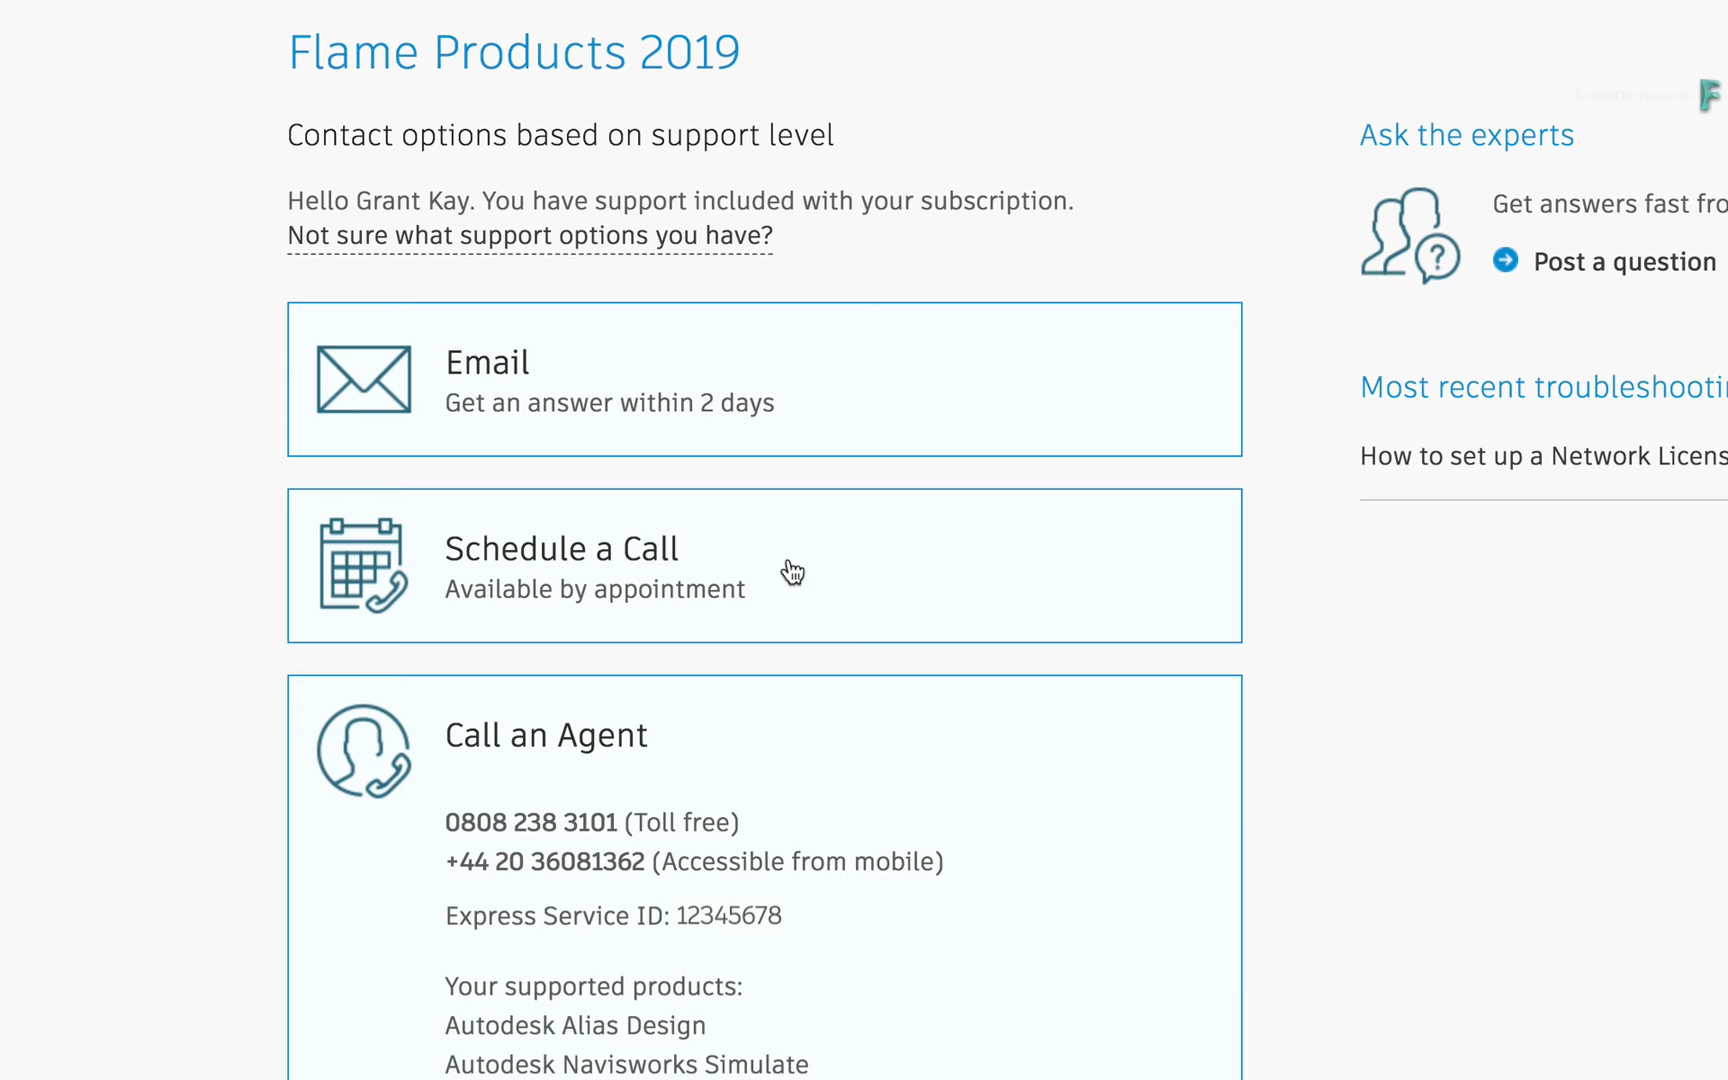 Flame Products 2019
Contact options based on support level
Hello Grant Kay. You have support included with your subscription.
Not sure what support options you have?
Email
Get an answer within 2 days
Schedule a Call
Available by appointment
Call an Agent
0808 238 3101 (Toll free)
+44 20 36081362 (Accessible from mobile)
Express Service ID: 12345678
Your supported products:
Autodesk Alias Design
Autodesk Navisworks Simulate
Ask the experts
Get answers fast fro
Post a question
Most recent troubleshooti
How to set up a Network Licens